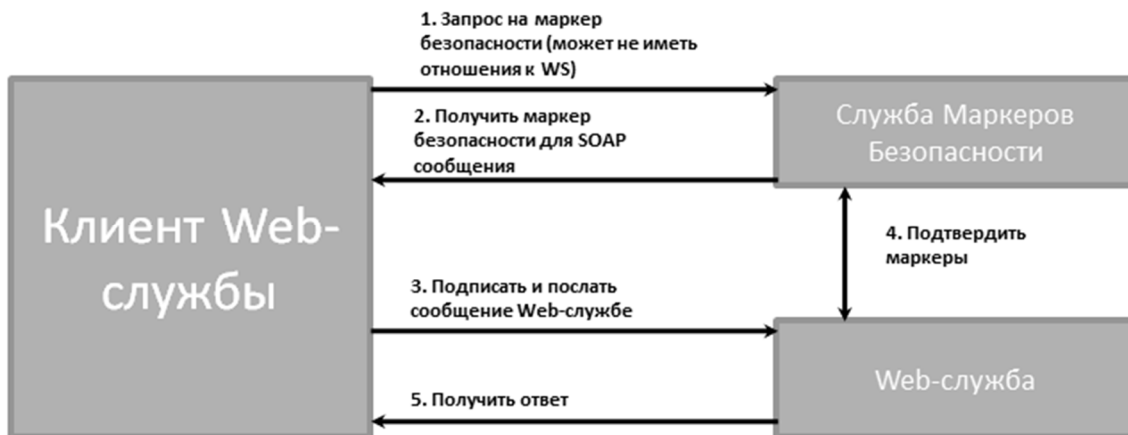 1. Запрос на маркер
безопасности (может не иметь
отношения к WS)
2. Получить маркер
безопасности для SOAP
сообщения
Служба Маркеров
Безопасности
Клиент Web-
службы
4. Подтвердить
маркеры
3. Подписать и послать
сообщение Web-службе
Web-служба
5. Получить ответ